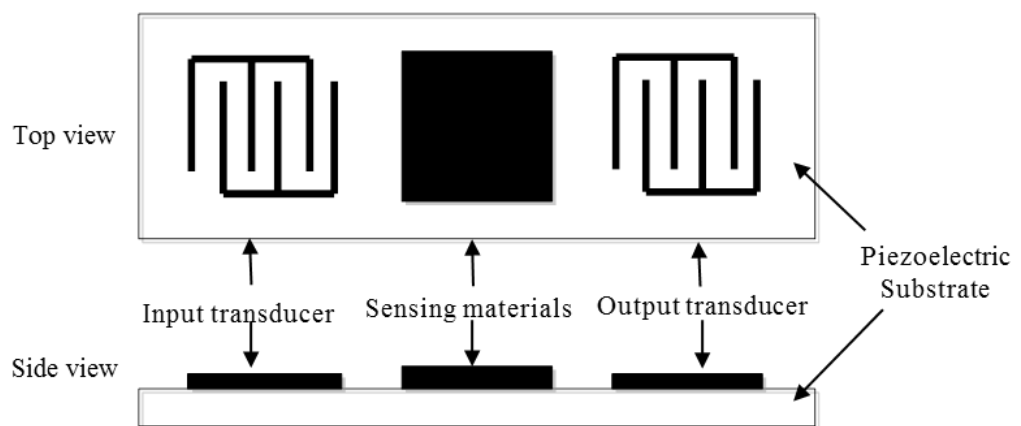 Top view
Input transducer
Sensing materials
Output transducer
Piezoelectric
Substrate
Side view